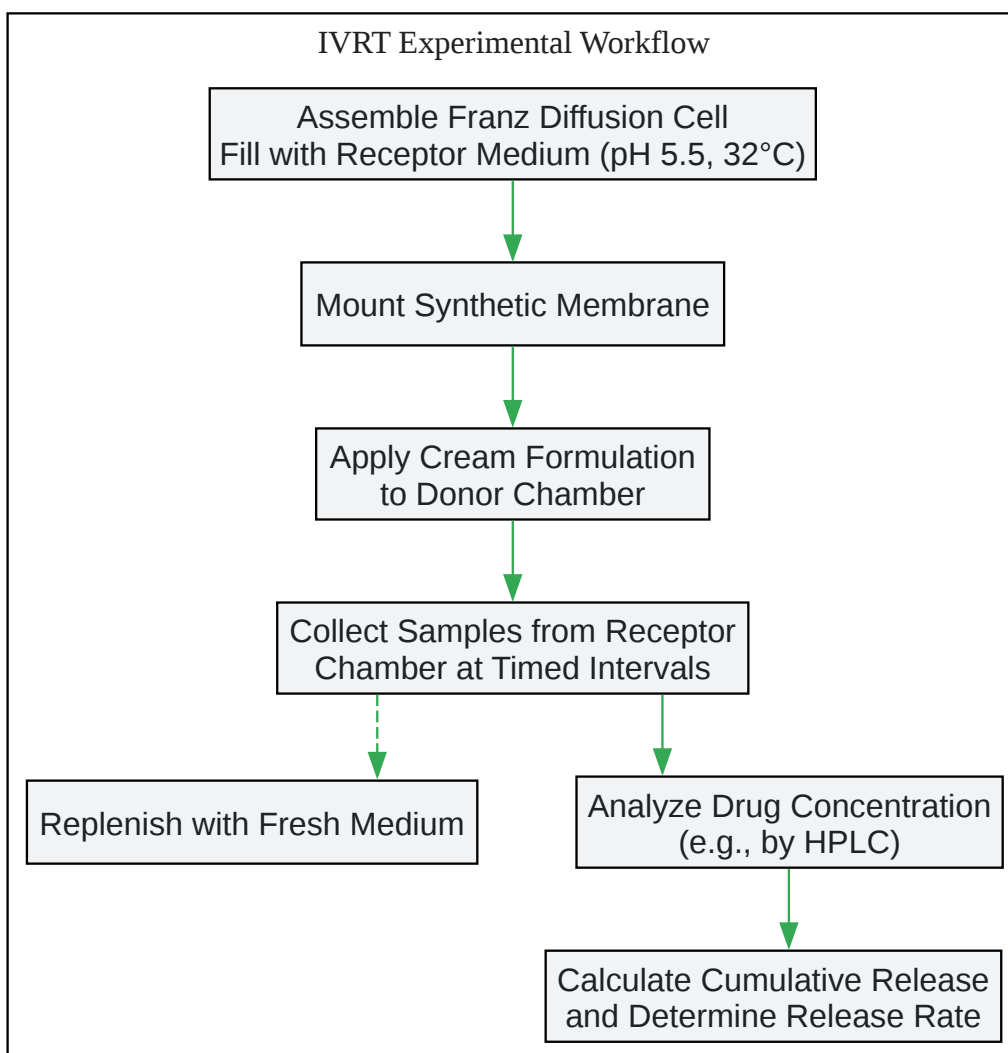 IVRT Experimental Workflow
Assemble Franz Diffusion Cell
Fill with Receptor Medium (pH 5.5, 32°C)
Mount Synthetic Membrane
Apply Cream Formulation
to Donor Chamber
Collect Samples from Receptor
Chamber at Timed Intervals
Replenish with Fresh Medium
Analyze Drug Concentration
(e.g., by HPLC)
Calculate Cumulative Release
and Determine Release Rate